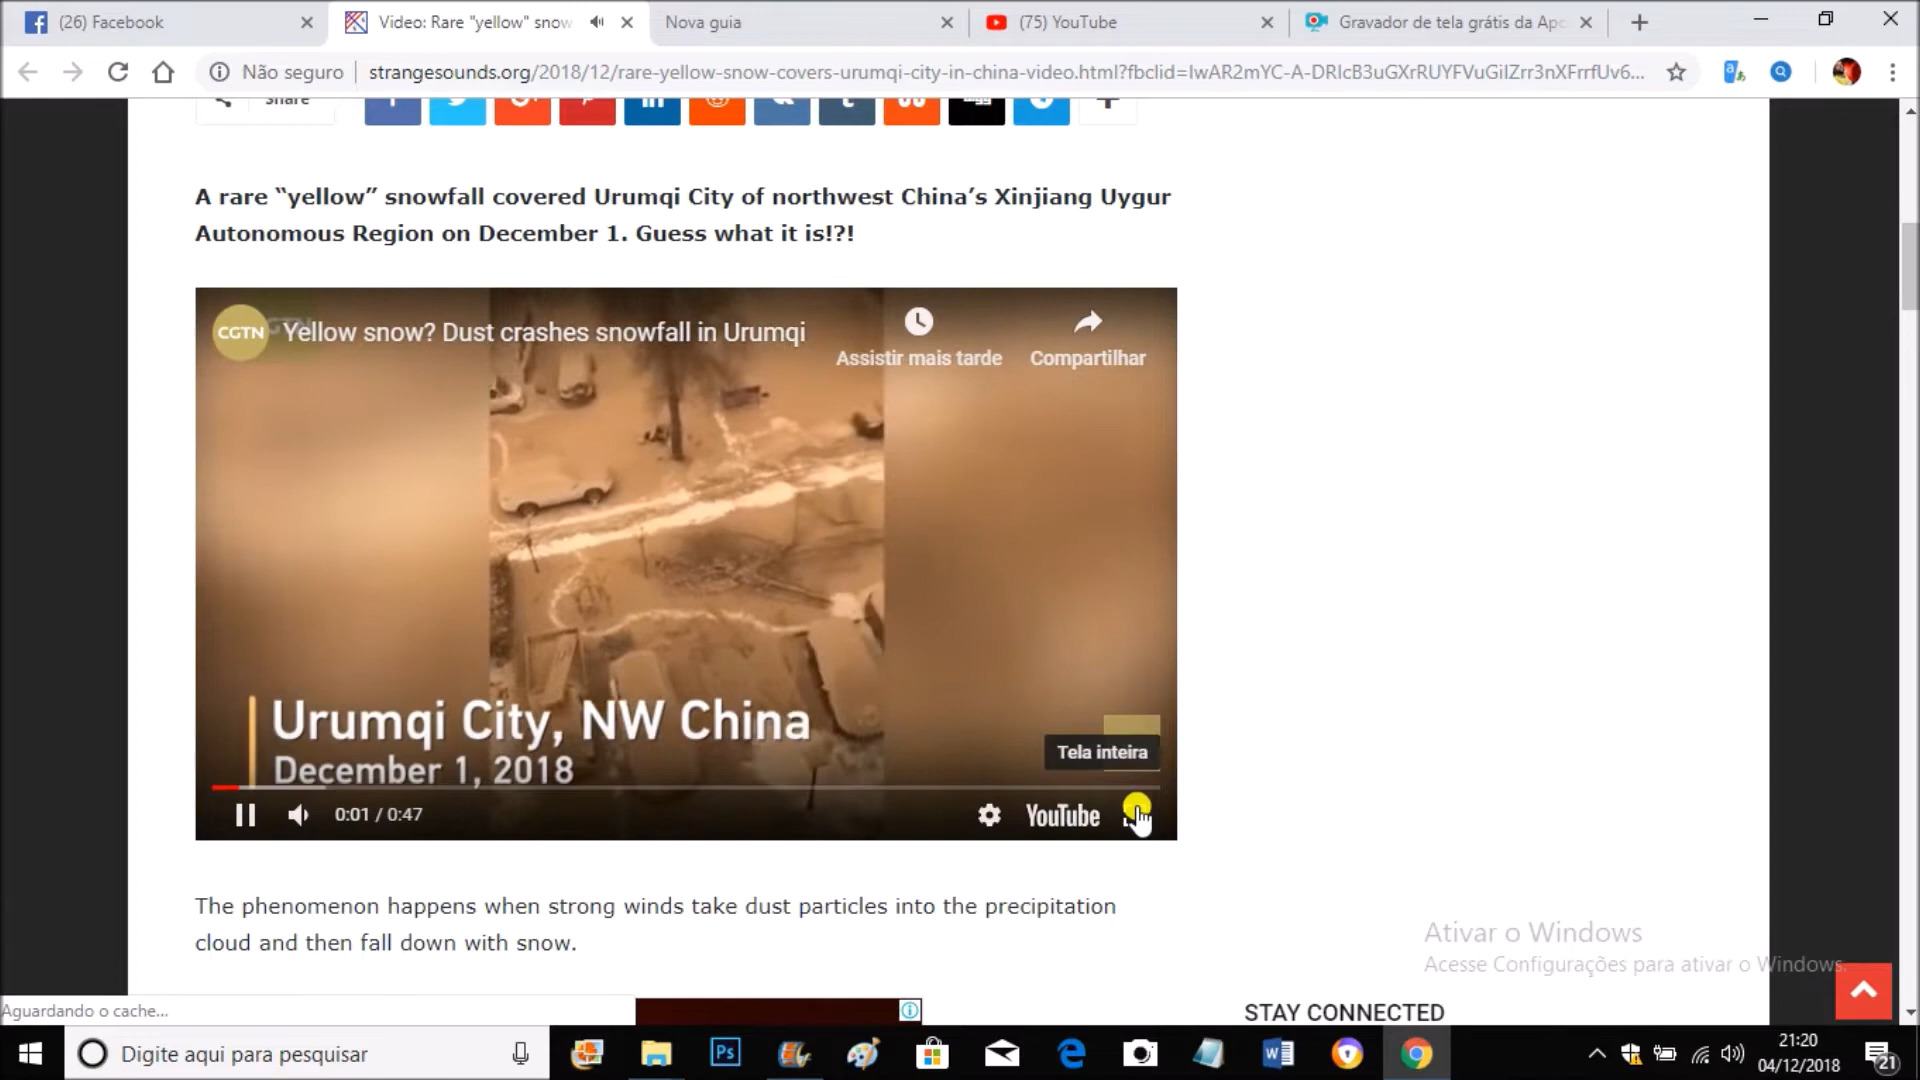 (26) Facebook
Video: Rare "yellow" snow
Nova guia
(75) YouTube
Gravador de tela grátis da Apo
Não seguro
strangesounds.org/2018/12/rare-yellow-snow-covers-urumqi-city-in-china-video.html?fbclid=IwAR2mYC-A-DRIcB3uGXrRUYFVuGiIZrr3nXFrrfUv6...
Share
A rare “yellow” snowfall covered Urumqi City of northwest China’s Xinjiang Uygur
Autonomous Region on December 1. Guess what it is!?!
CGTN
Yellow snow? Dust crashes snowfall in Urumqi
Assistir mais tarde
Compartilhar
Urumqi City, NW China
December 1, 2018
Tela inteira
0:01 / 0:47
YouTube
The phenomenon happens when strong winds take dust particles into the precipitation
cloud and then fall down with snow.
Ativar o Windows
Acesse Configurações para ativar o Windows.
Aguardando o cache...
STAY CONNECTED
Digite aqui para pesquisar
Ps
21:20
04/12/2018
21